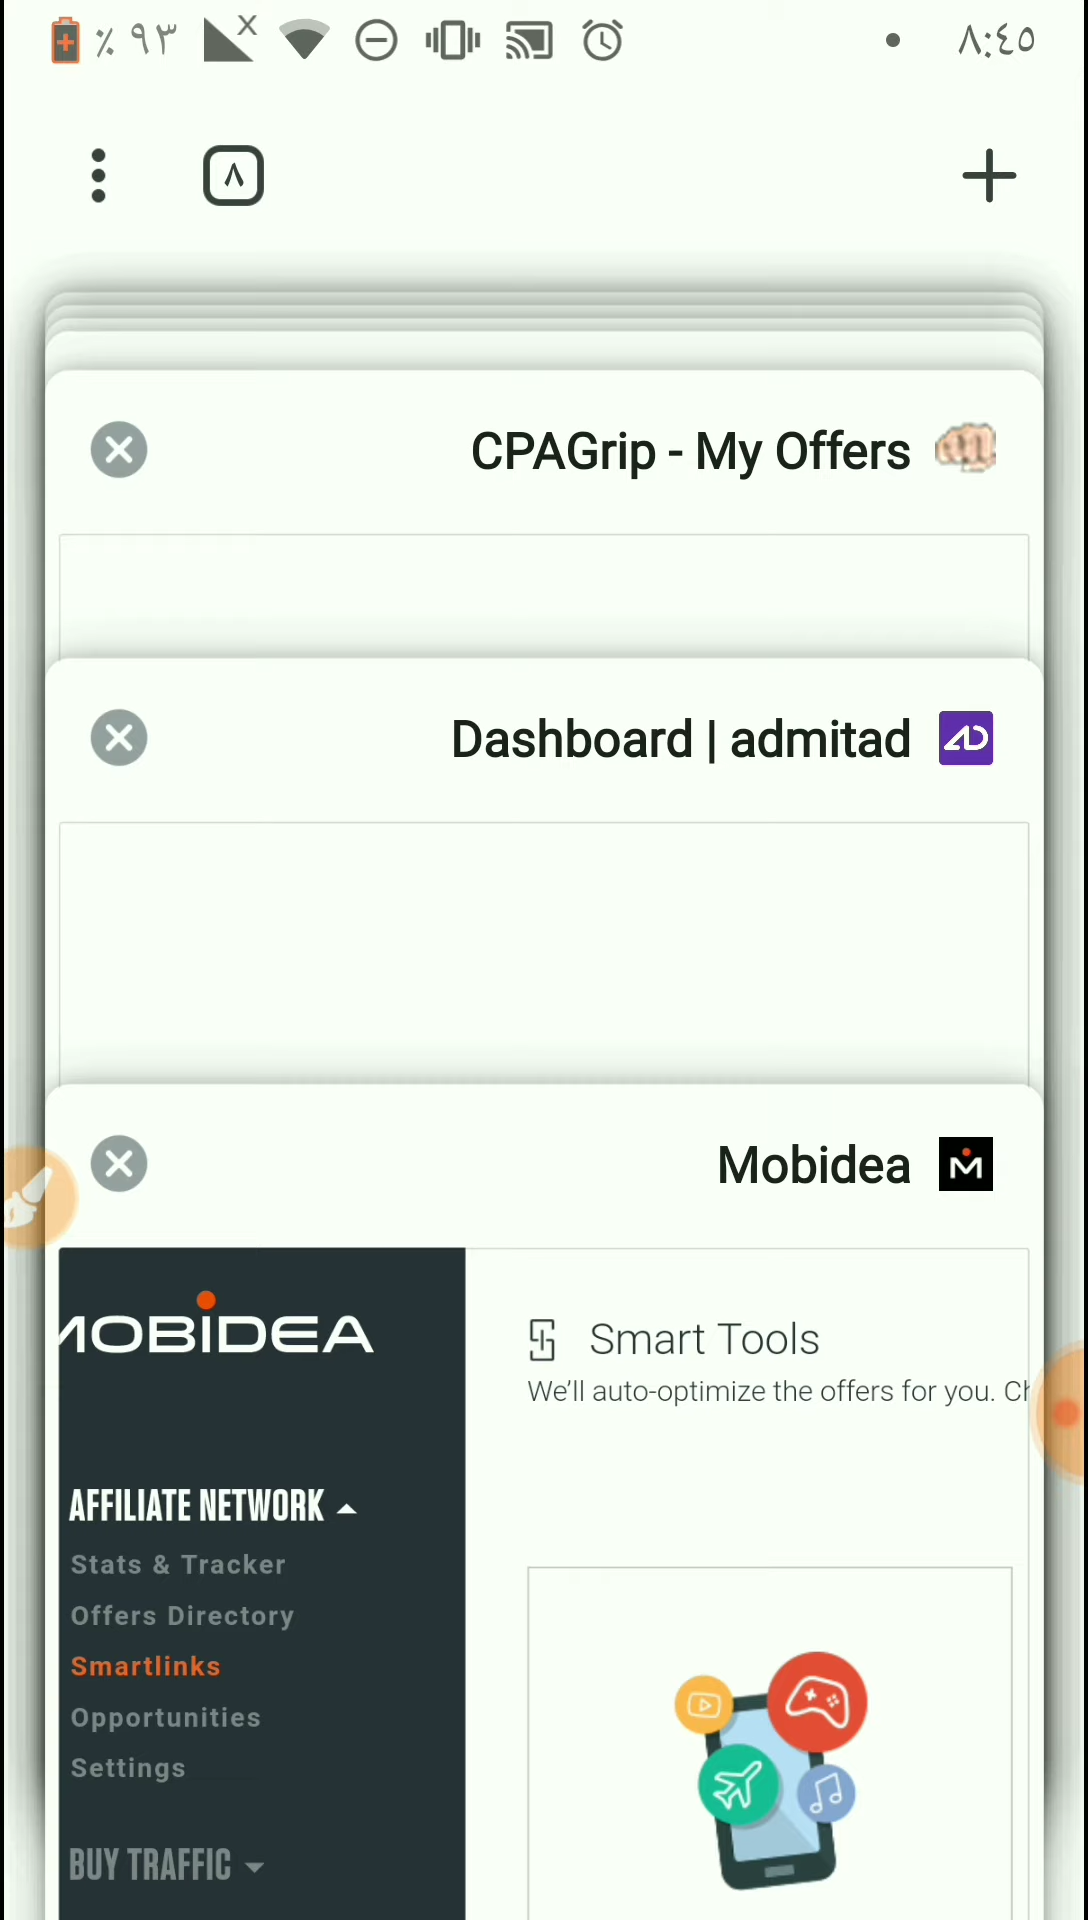 ٪ ٩٣
٨:٤٥
٨
CPAGrip - My Offers
Dashboard | admitad
Mobidea
MOBIDEA
Smart Tools
We'll auto-optimize the offers for you.
AFFILIATE NETWORK
Stats & Tracker
Offers Directory
Smartlinks
Opportunities
Settings
BUY TRAFFIC